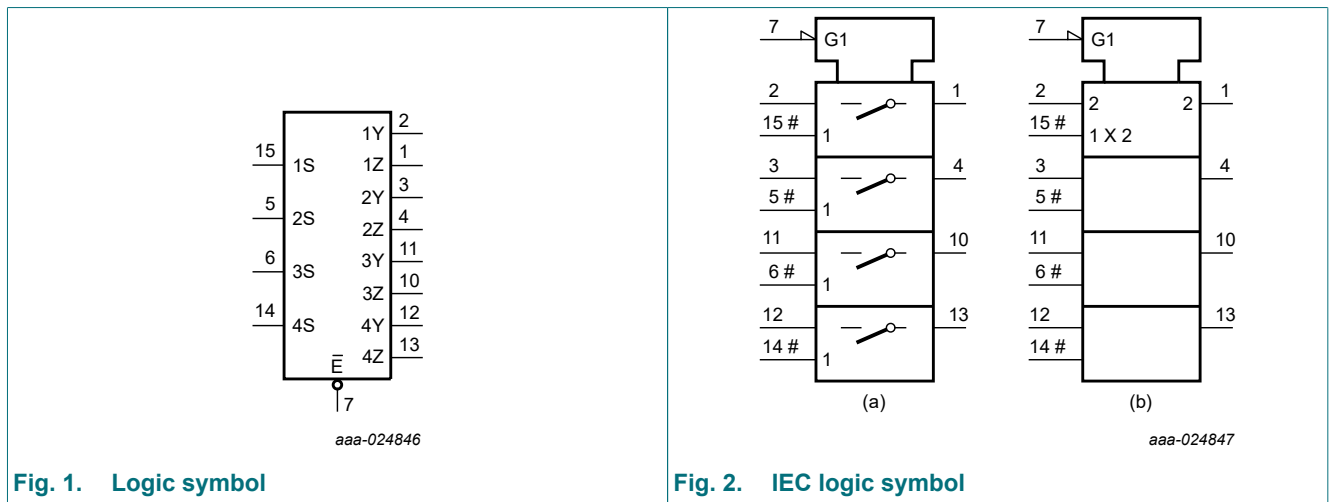 1Y 2
15 1S 1Z 1
2Y 3
5 2S 2Z 4
3Y 11
6 3S 3Z 10
14 4S 4Y 12
4Z 13
E̅
7
aaa-024846
Fig. 1. Logic symbol
7 G1
2 1
15 # 1
3 4
5 # 1
11 10
6 # 1
12 13
14 # 1
(a)
7 G1
2 2 2 1
15 # 1 X 2
3 4
5 #
11 10
6 #
12 13
14 #
(b)
aaa-024847
Fig. 2. IEC logic symbol